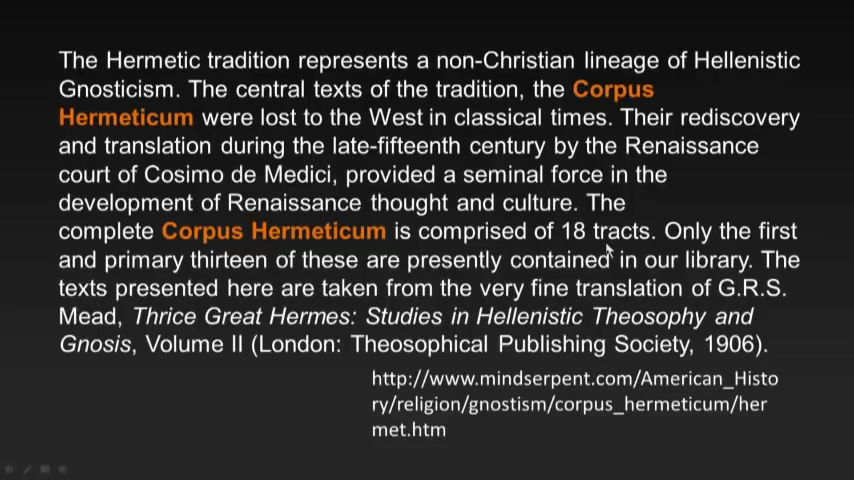 The Hermetic tradition represents a non-Christian lineage of Hellenistic
Gnosticism. The central texts of the tradition, the Corpus
Hermeticum were lost to the West in classical times. Their rediscovery
and translation during the late-fifteenth century by the Renaissance
court of Cosimo de Medici, provided a seminal force in the
development of Renaissance thought and culture. The
complete Corpus Hermeticum is comprised of 18 tracts. Only the first
and primary thirteen of these are presently contained in our library. The
texts presented here are taken from the very fine translation of G.R.S.
Mead, Thrice Great Hermes: Studies in Hellenistic Theosophy and
Gnosis, Volume II (London: Theosophical Publishing Society, 1906).
http://www.mindserpent.com/American_Histo
ry/religion/gnostism/corpus_hermeticum/her
met.htm